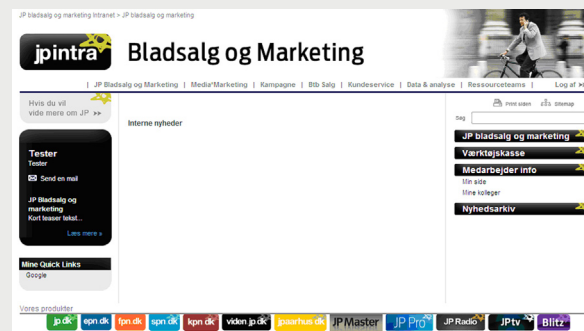 JP bladsalg og marketing intranet > JP bladsalg og marketing
jpintra
Bladsalg og Marketing
| JP Bladsalg og Marketing | Media*Marketing | Kampagne | Btb Salg | Kundeservice | Data & analyse | Ressourceteams | Log af
Hvis du vil
vide mere om JP
Print siden Sitemap
Søg
Interne nyheder
JP bladsalg og marketing
Værktøjskasse
Medarbejder info
Min side
Mine kolleger
Nyhedsarkiv
Tester
Tester
Send en mail
JP Bladsalg og
marketing
Kort teaser tekst...
Læs mere »
Mine Quick Links
Google
Vores produkter
jp.dk epn.dk fpn.dk spn.dk kpn.dk viden.jp.dk jpaarhus.dk JP Master JP Pro JP Radio JPtv Blitz